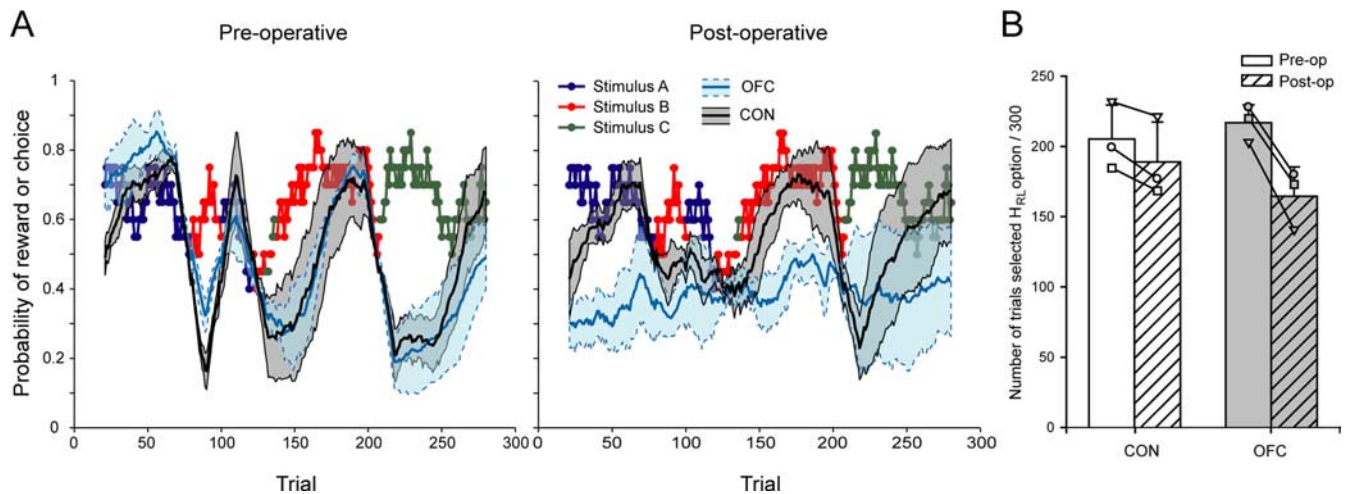 A
Pre-operative
Post-operative
B
Probability of reward or choice
1
0.8
0.6
0.4
0.2
0
0
50
100
150
200
250
300
Trial
Stimulus A
Stimulus B
Stimulus C
OFC
CON
0
50
100
150
200
250
300
Trial
Pre-op
Post-op
Number of trials selected HRL option / 300
250
200
150
100
50
0
CON
OFC